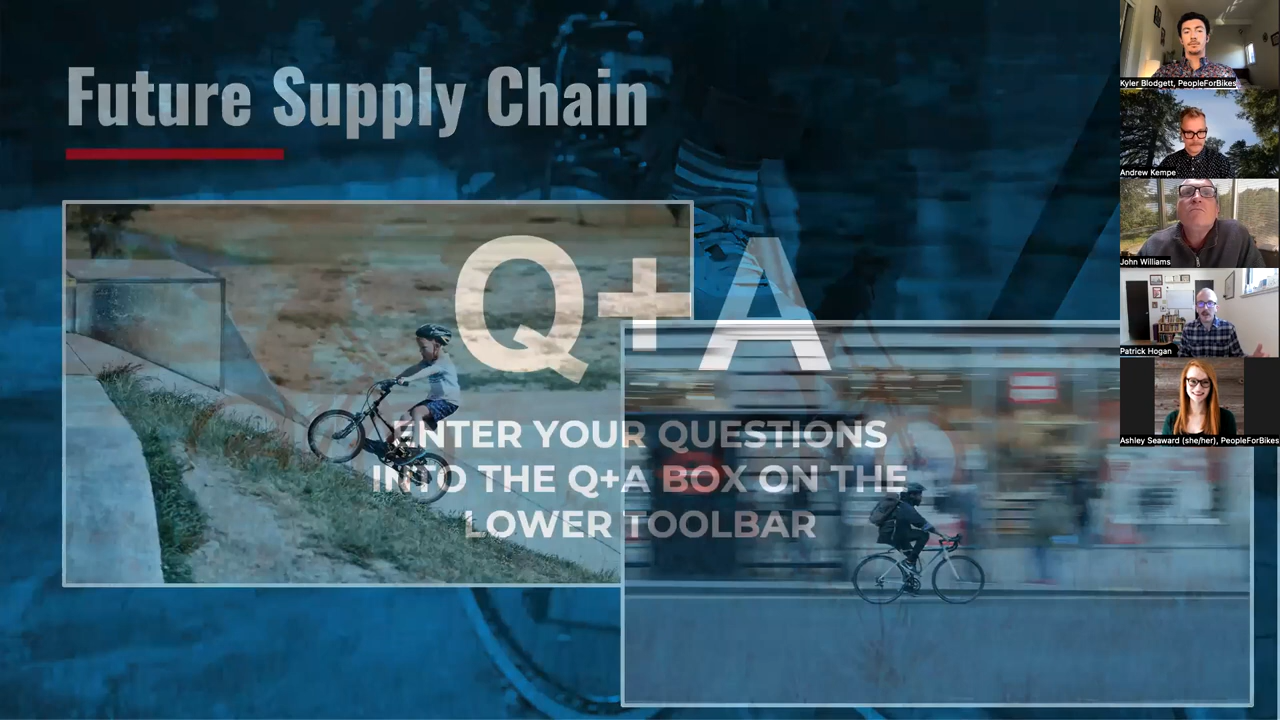 Future Supply Chain
Q+A
ENTER YOUR QUESTIONS
INTO THE Q+A BOX ON THE
LOWER TOOLBAR
Kyler Blodgett, PeopleForBikes
Andrew Kempe
John Williams
Patrick Hogan
Ashley Seaward (she/her), PeopleForBikes